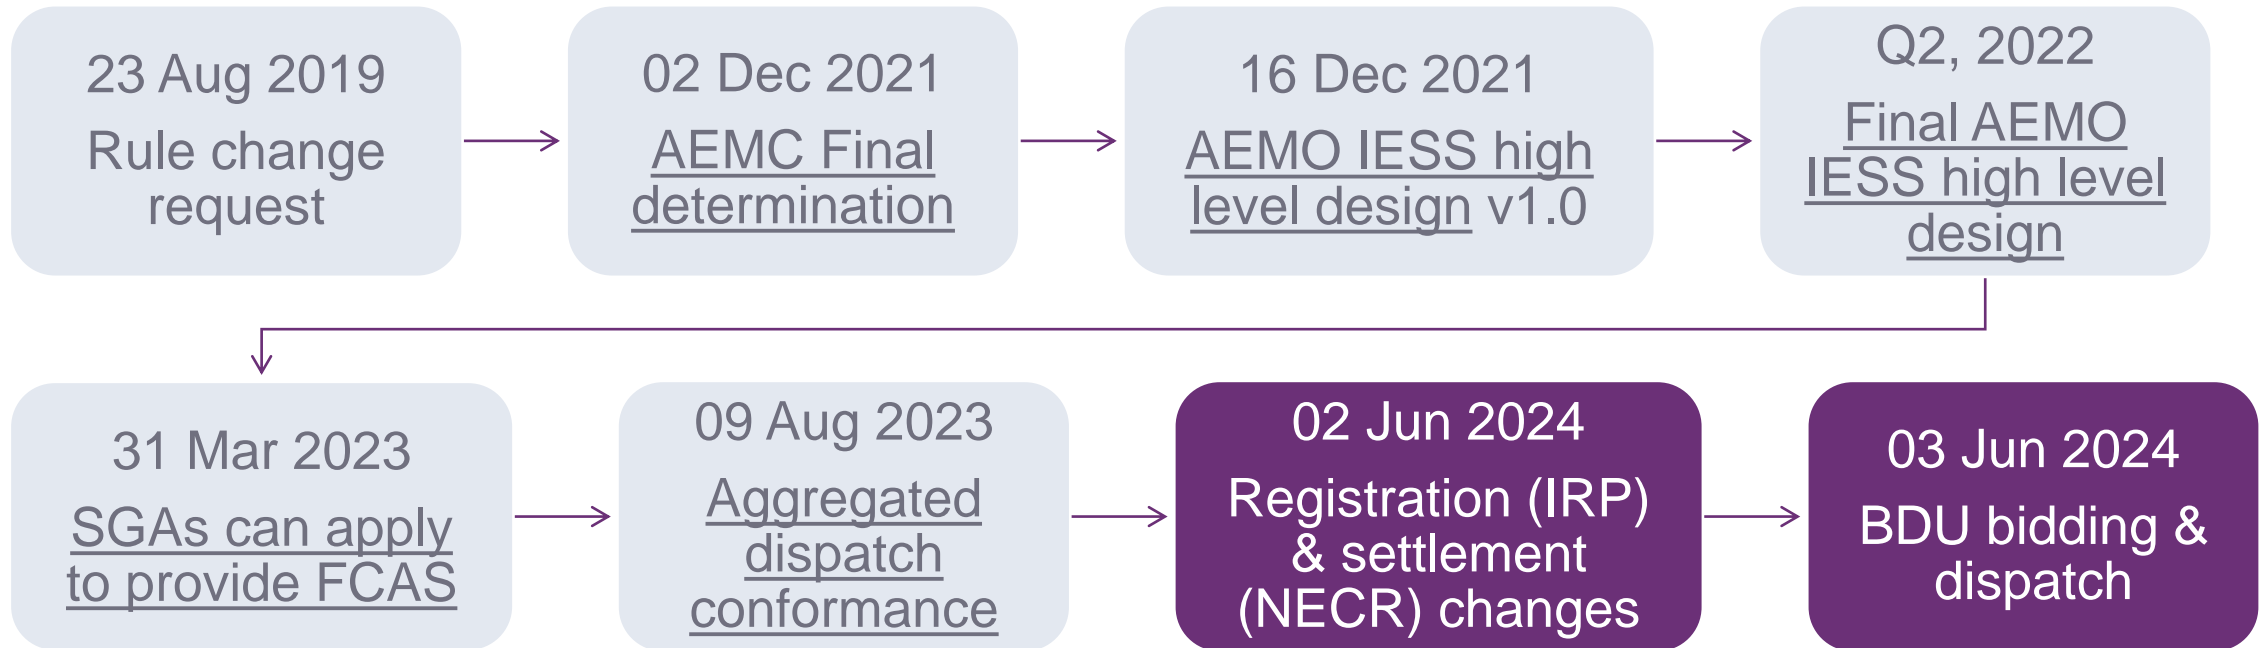 23 Aug 2019
Rule change
request
02 Dec 2021
AEMC Final
determination
16 Dec 2021
AEMO IESS high
level design v1.0
Q2, 2022
Final AEMO
IESS high level
design
31 Mar 2023
SGAs can apply
to provide FCAS
09 Aug 2023
Aggregated
dispatch
conformance
02 Jun 2024
Registration (IRP)
& settlement
(NECR) changes
03 Jun 2024
BDU bidding &
dispatch